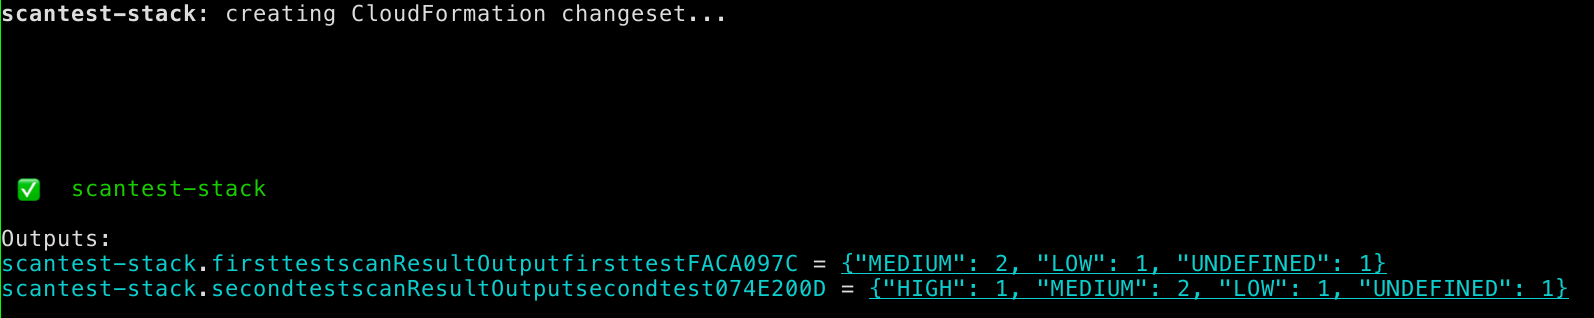 scantest-stack: creating CloudFormation changeset...
✅ scantest-stack
Outputs:
scantest-stack.firsttestscanResultOutputfirsttestFACA097C = {"MEDIUM": 2, "LOW": 1, "UNDEFINED": 1}
scantest-stack.secondtestscanResultOutputsecondtest074E200D = {"HIGH": 1, "MEDIUM": 2, "LOW": 1, "UNDEFINED": 1}